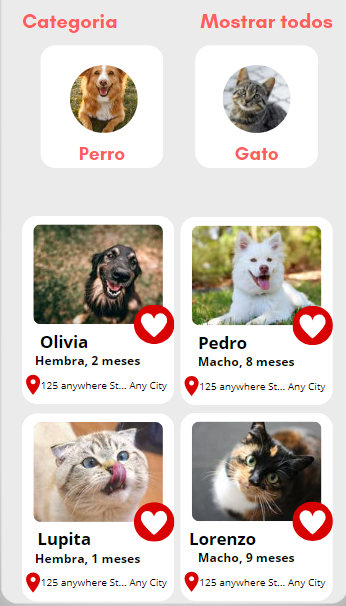 Categoria Mostrar todos
Perro Gato
Olivia
Hembra, 2 meses
125 anywhere St... Any City
Pedro
Macho, 8 meses
125 anywhere St... Any City
Lupita
Hembra, 1 meses
125 anywhere St... Any City
Lorenzo
Macho, 9 meses
125 anywhere St... Any City